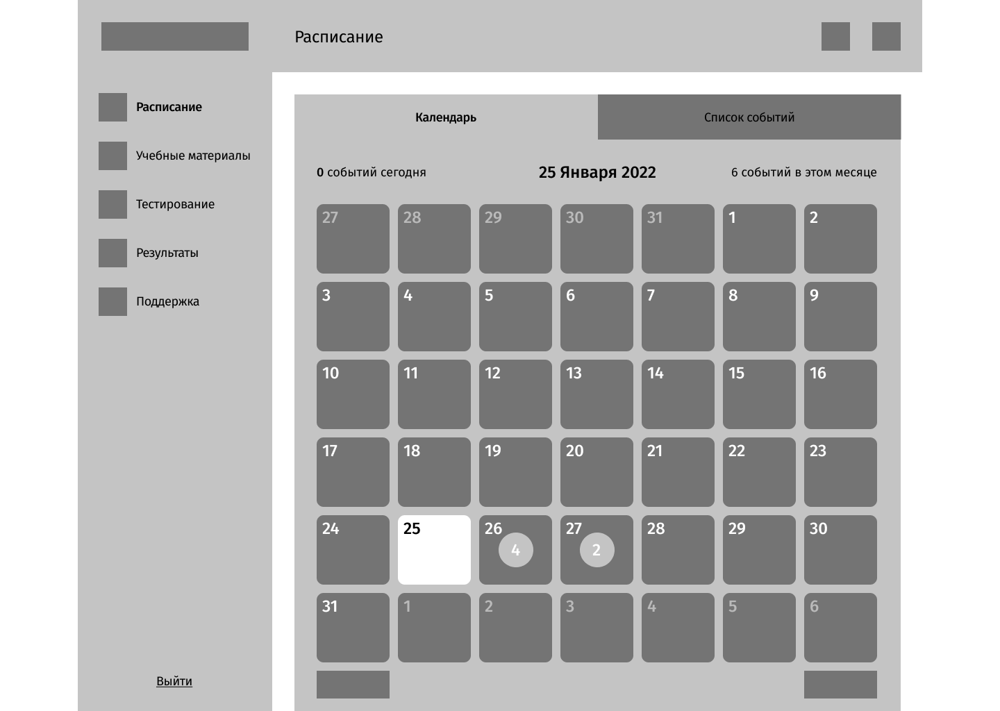 Расписание
Расписание
Учебные материалы
Тестирование
Результаты
Поддержка
Выйти
Календарь
Список событий
0 событий сегодня
25 Января 2022
6 событий в этом месяце
27 28 29 30 31 1 2
3 4 5 6 7 8 9
10 11 12 13 14 15 16
17 18 19 20 21 22 23
24 25 26 27 28 29 30
4 2
31 1 2 3 4 5 6